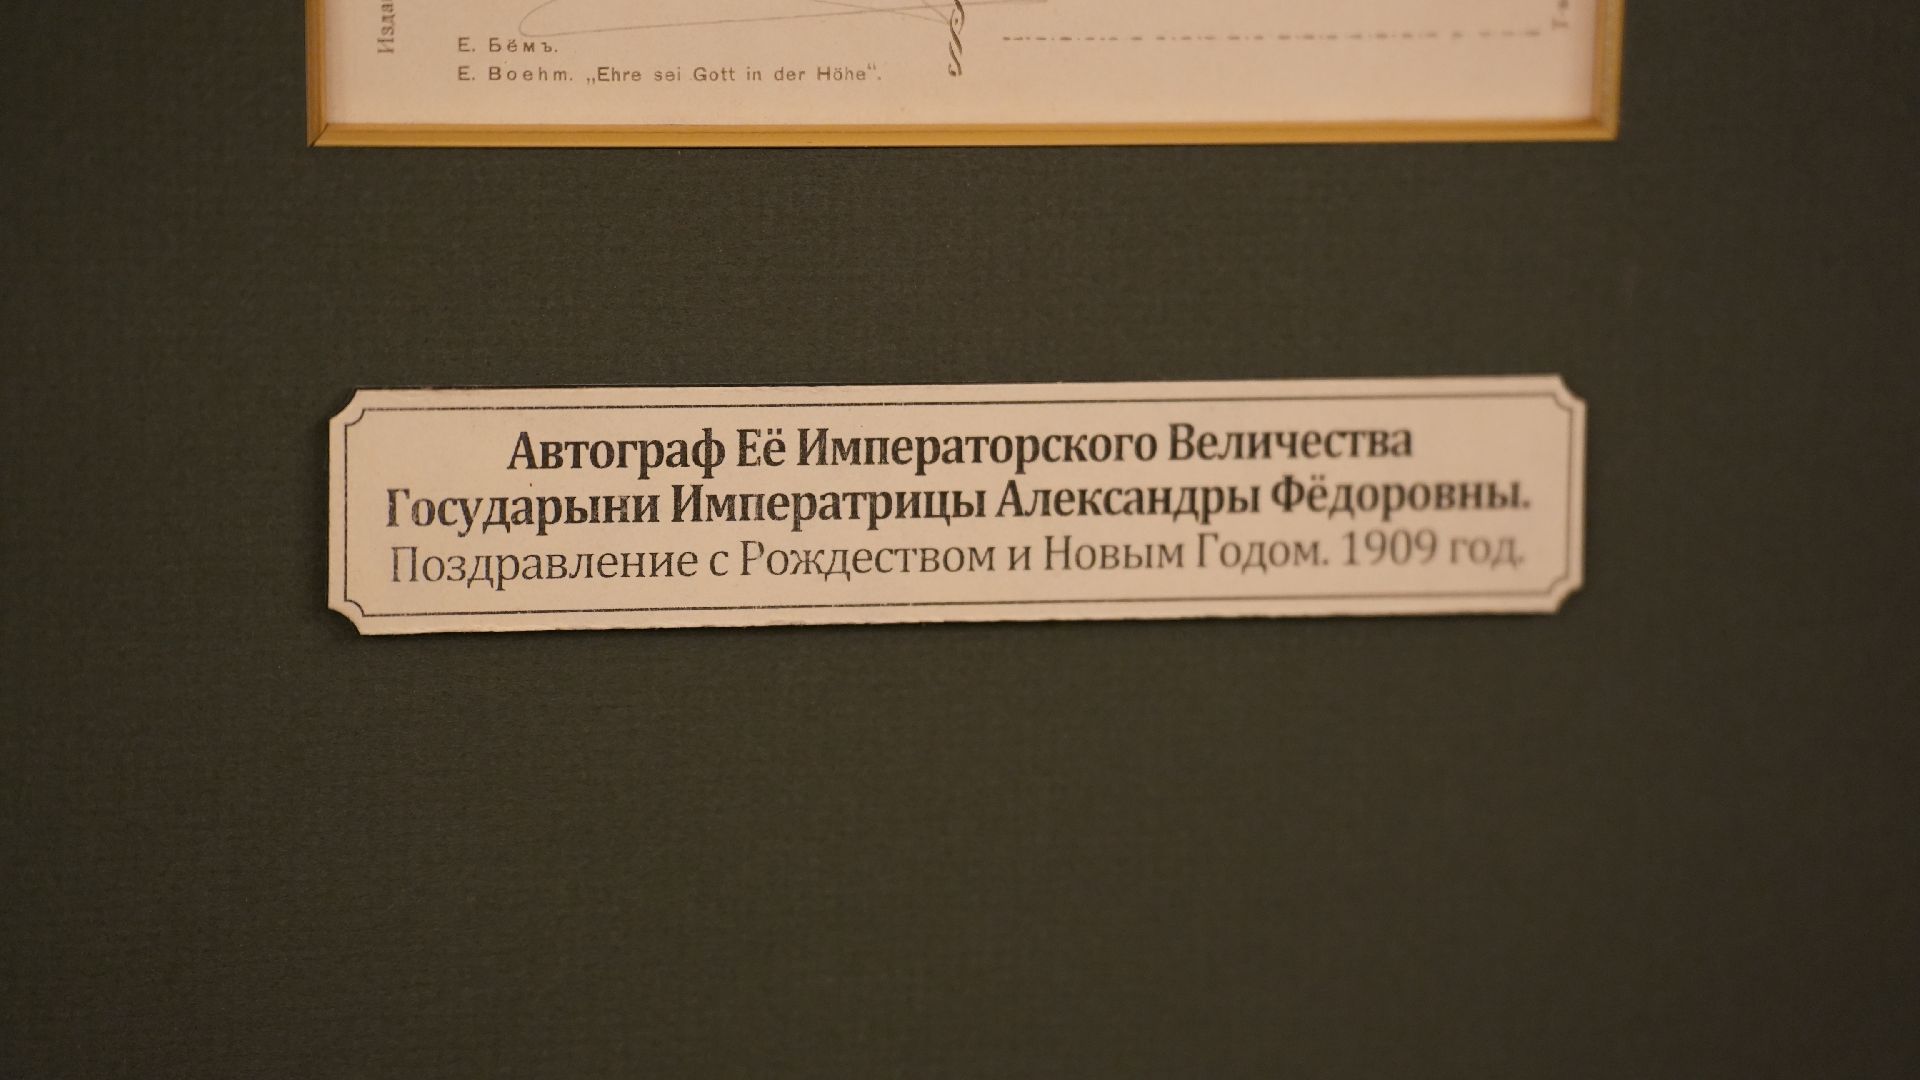 Е. Бёмъ.
E. Boehm. „Ehre sei Gott in der Höhe“.
Автограф Её Императорского Величества
Государыни Императрицы Александры Фёдоровны.
Поздравление с Рождеством и Новым Годом. 1909 год.